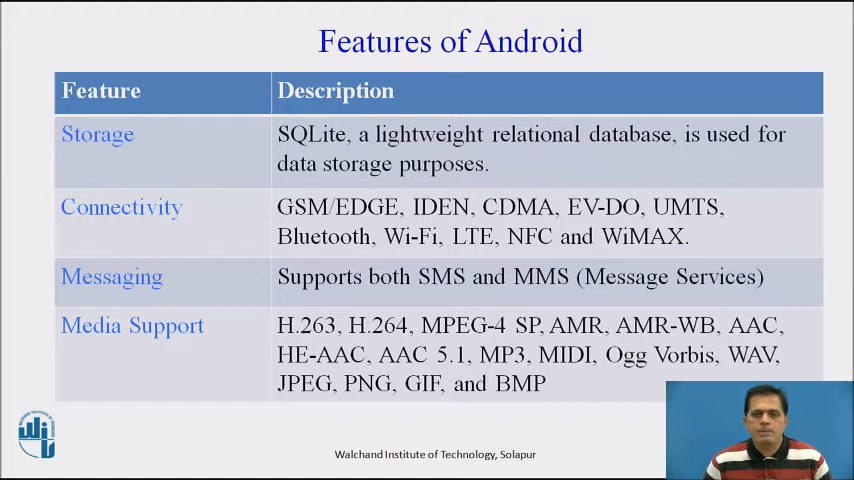 Features of Android
Feature Description
Storage SQLite, a lightweight relational database, is used for
data storage purposes.
Connectivity GSM/EDGE, IDEN, CDMA, EV-DO, UMTS,
Bluetooth, Wi-Fi, LTE, NFC and WiMAX.
Messaging Supports both SMS and MMS (Message Services)
Media Support H.263, H.264, MPEG-4 SP, AMR, AMR-WB, AAC,
HE-AAC, AAC 5.1, MP3, MIDI, Ogg Vorbis, WAV,
JPEG, PNG, GIF, and BMP
Walchand Institute of Technology, Solapur